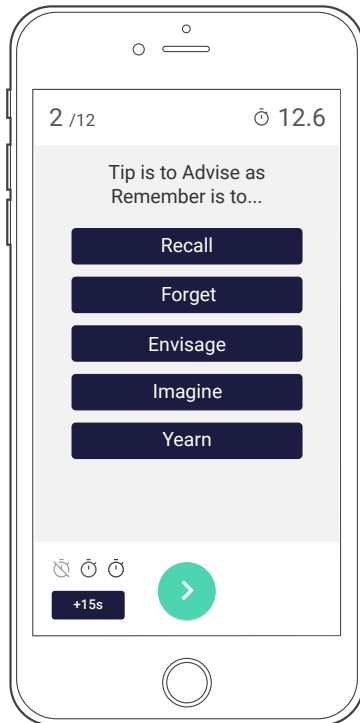 2 /12 12.6
Tip is to Advise as
Remember is to...
Recall
Forget
Envisage
Imagine
Yearn
+15s